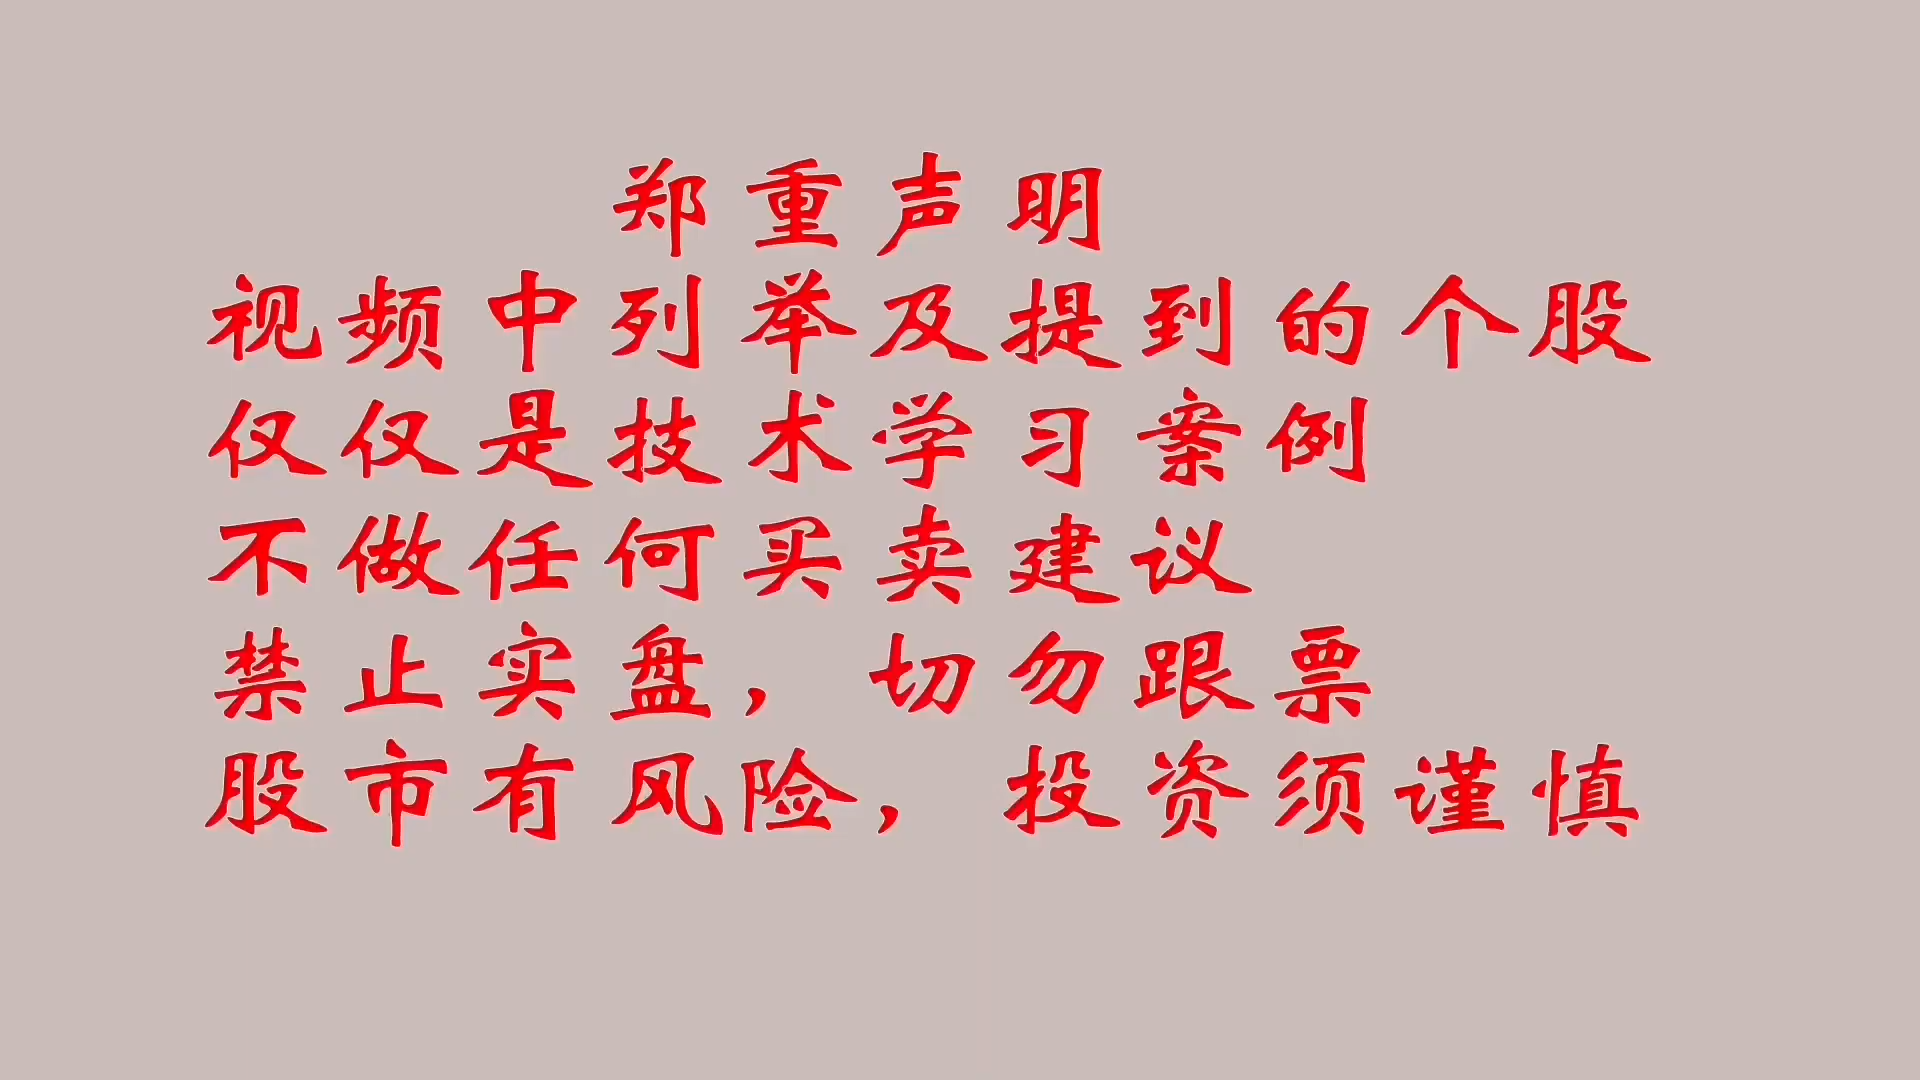 郑重声明
视频中列举及提到的个股
仅仅是技术学习案例
不做任何买卖建议
禁止实盘，切勿跟票
股市有风险，投资须谨慎